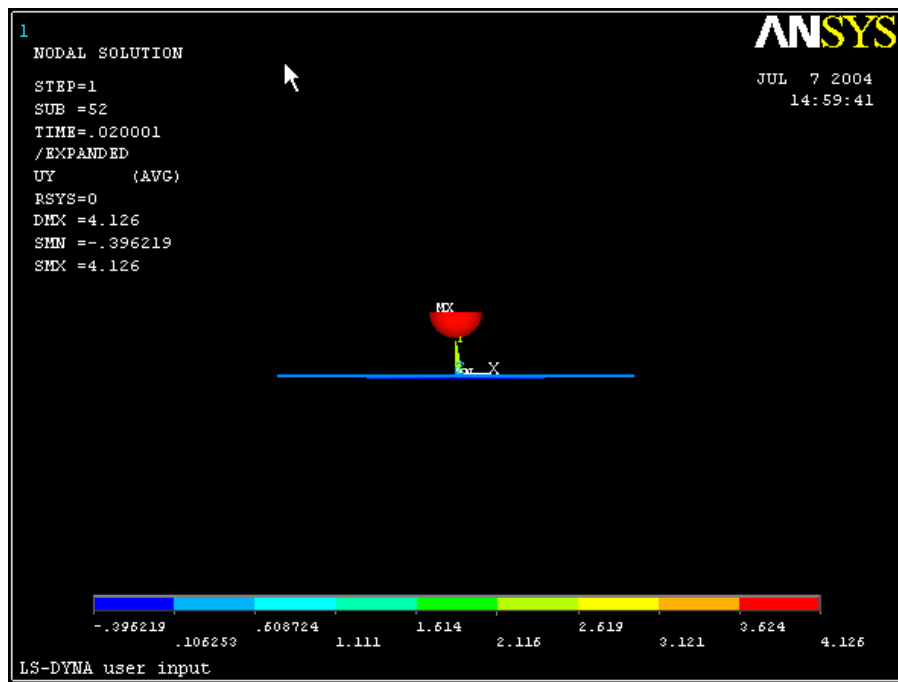 1
NODAL SOLUTION
STEP=1
SUB =52
TIME=.020001
/EXPANDED
UY (AVG)
RSYS=0
DMX =4.126
SMN =-.396219
SMX =4.126
ANSYS
JUL 7 2004
14:59:41
MX
X
-.396219 .608724 1.614 2.619 3.624
.106253 1.111 2.116 3.121 4.126
LS-DYNA user input